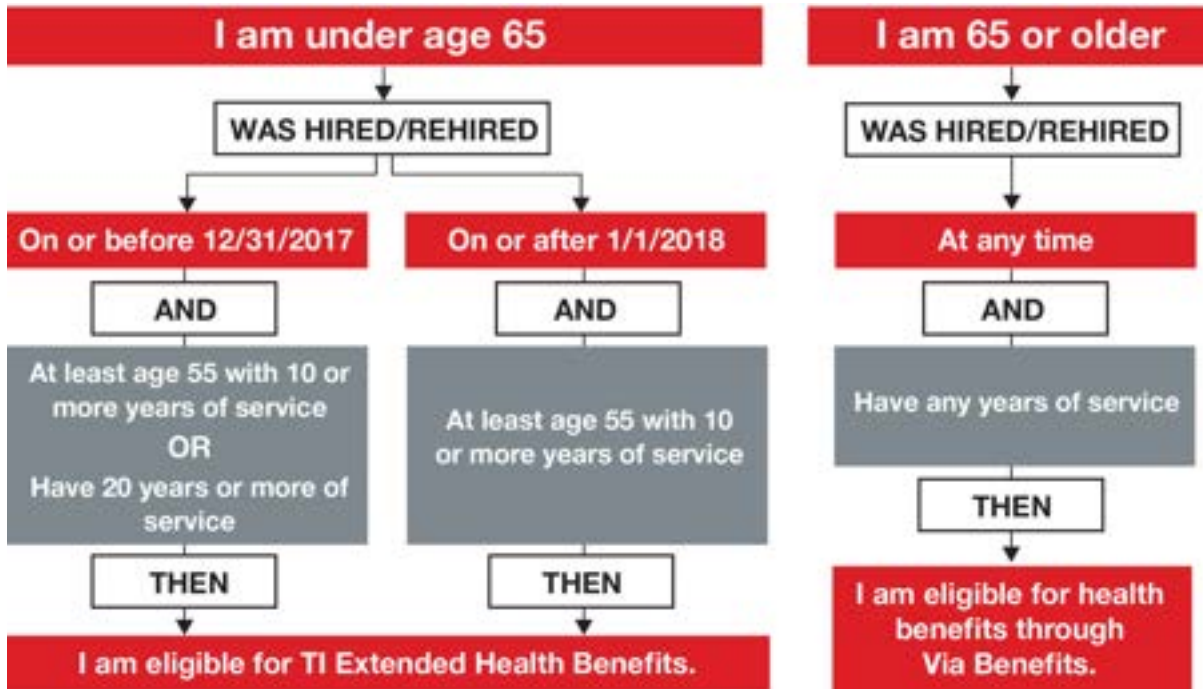 I am under age 65
WAS HIRED/REHIRED
On or before 12/31/2017
AND
At least age 55 with 10 or
more years of service
OR
Have 20 years or more of
service
THEN
On or after 1/1/2018
AND
At least age 55 with 10
or more years of service
THEN
I am eligible for TI Extended Health Benefits.
I am 65 or older
WAS HIRED/REHIRED
At any time
AND
Have any years of service
THEN
I am eligible for health
benefits through
Via Benefits.